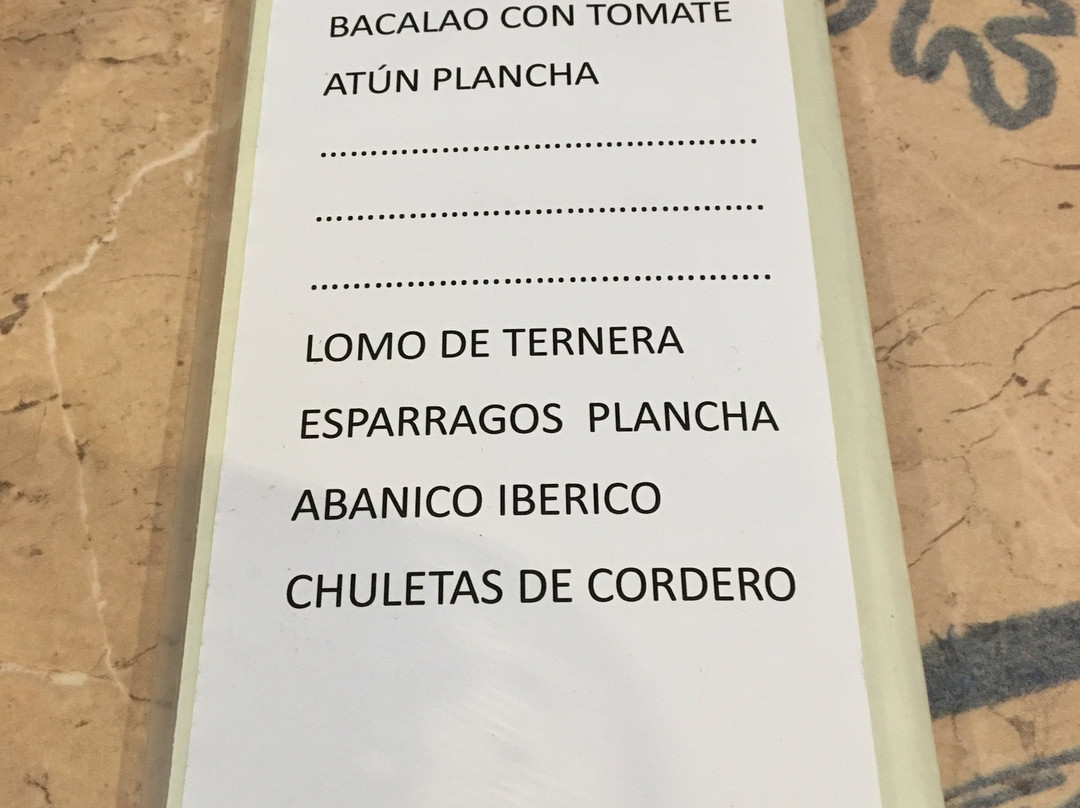 BACALAO CON TOMATE
ATÚN PLANCHA
............................................
............................................
............................................
LOMO DE TERNERA
ESPARRAGOS PLANCHA
ABANICO IBERICO
CHULETAS DE CORDERO